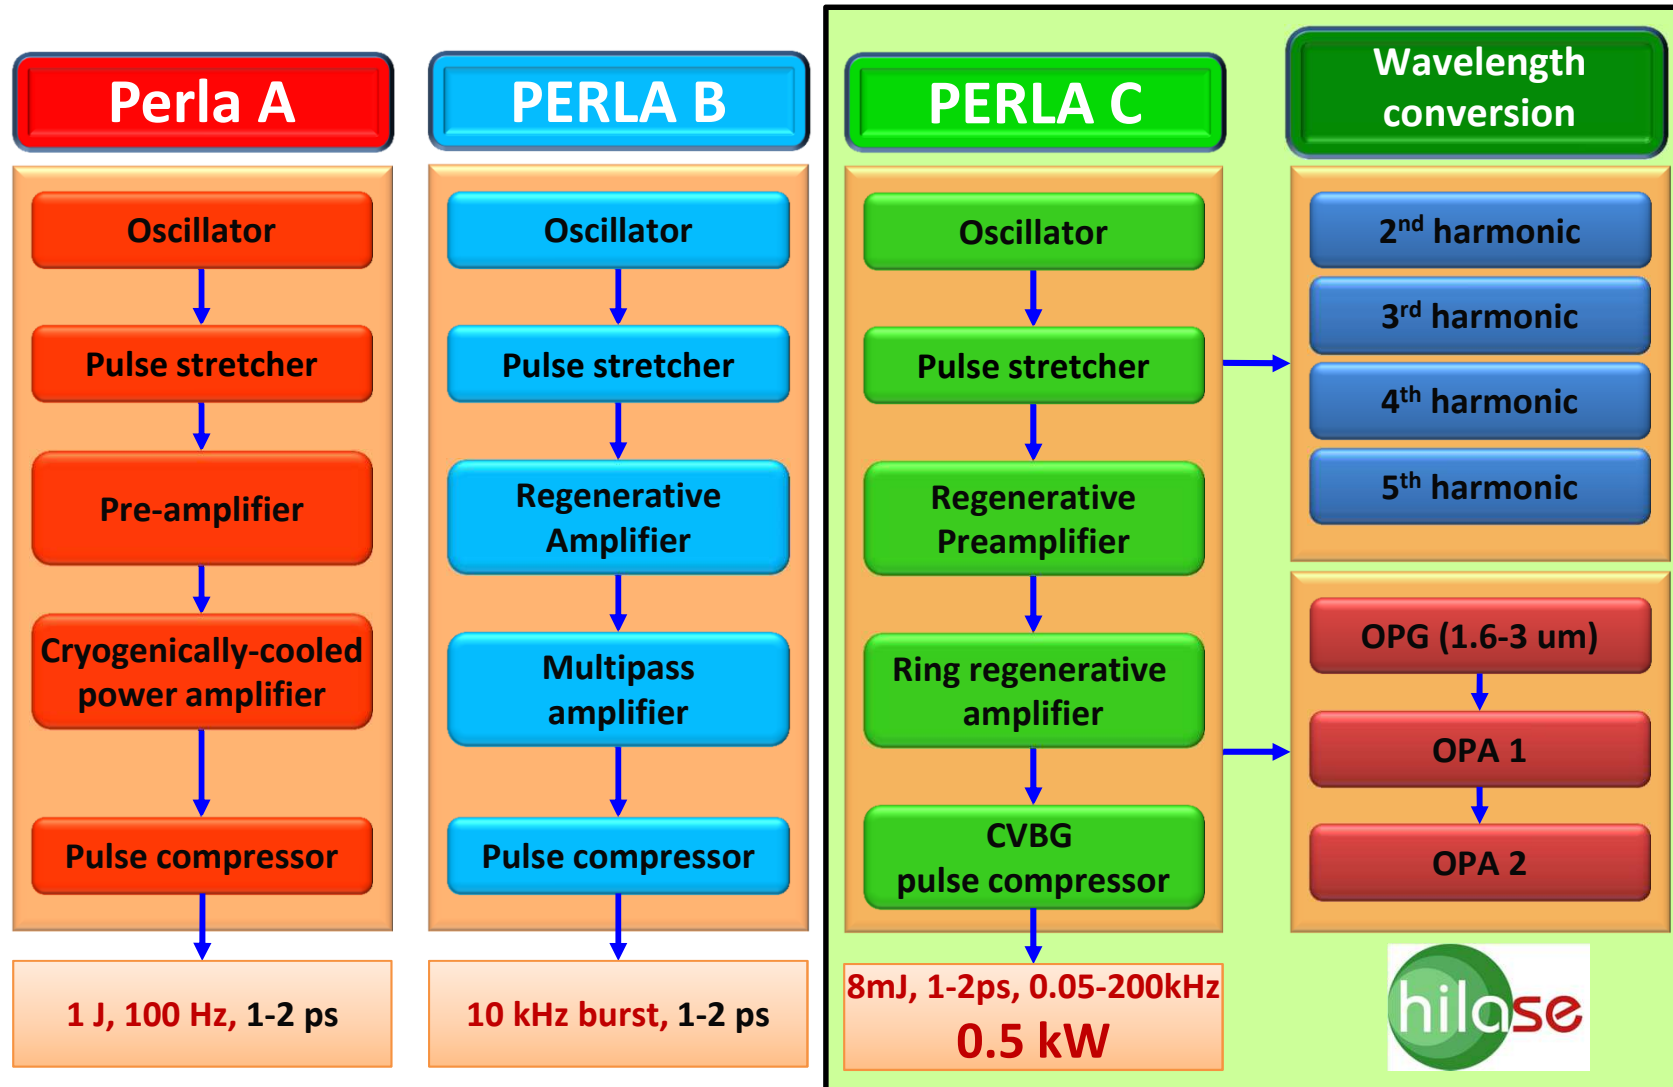 Perla A
Oscillator
Pulse stretcher
Pre-amplifier
Cryogenically-cooled
power amplifier
Pulse compressor
1 J, 100 Hz, 1-2 ps
PERLA B
Oscillator
Pulse stretcher
Regenerative
Amplifier
Multipass
amplifier
Pulse compressor
10 kHz burst, 1-2 ps
PERLA C
Oscillator
Pulse stretcher
Regenerative
Preamplifier
Ring regenerative
amplifier
CVBG
pulse compressor
8mJ, 1-2ps, 0.05-200kHz
0.5 kW
Wavelength
conversion
2nd harmonic
3rd harmonic
4th harmonic
5th harmonic
OPG (1.6-3 um)
OPA 1
OPA 2
hilase